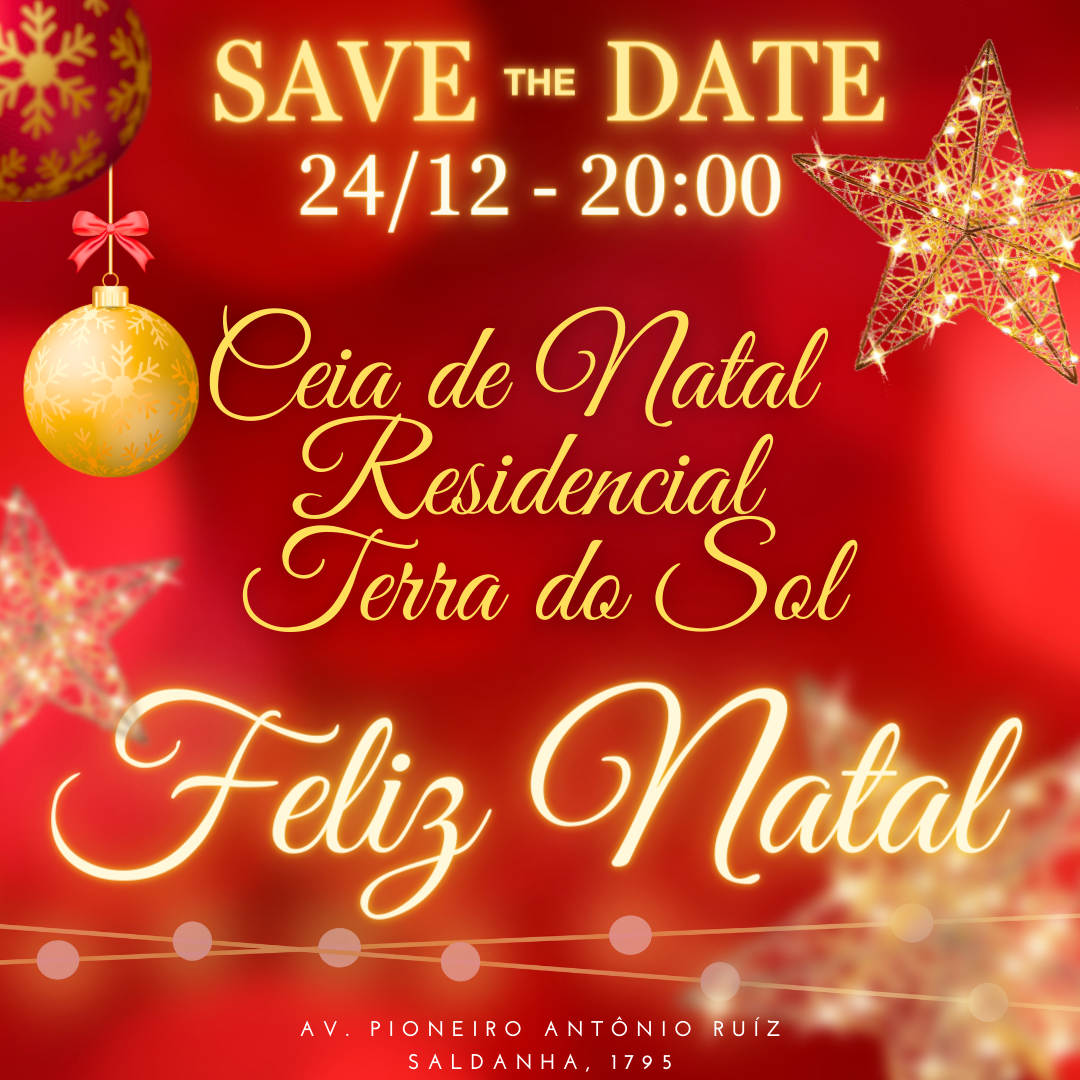 SAVE THE DATE
24/12 - 20:00
Ceia de Natal
Residencial
Terra do Sol
Feliz Natal
AV. PIONEIRO ANTÔNIO RUÍZ
SALDANHA, 1795